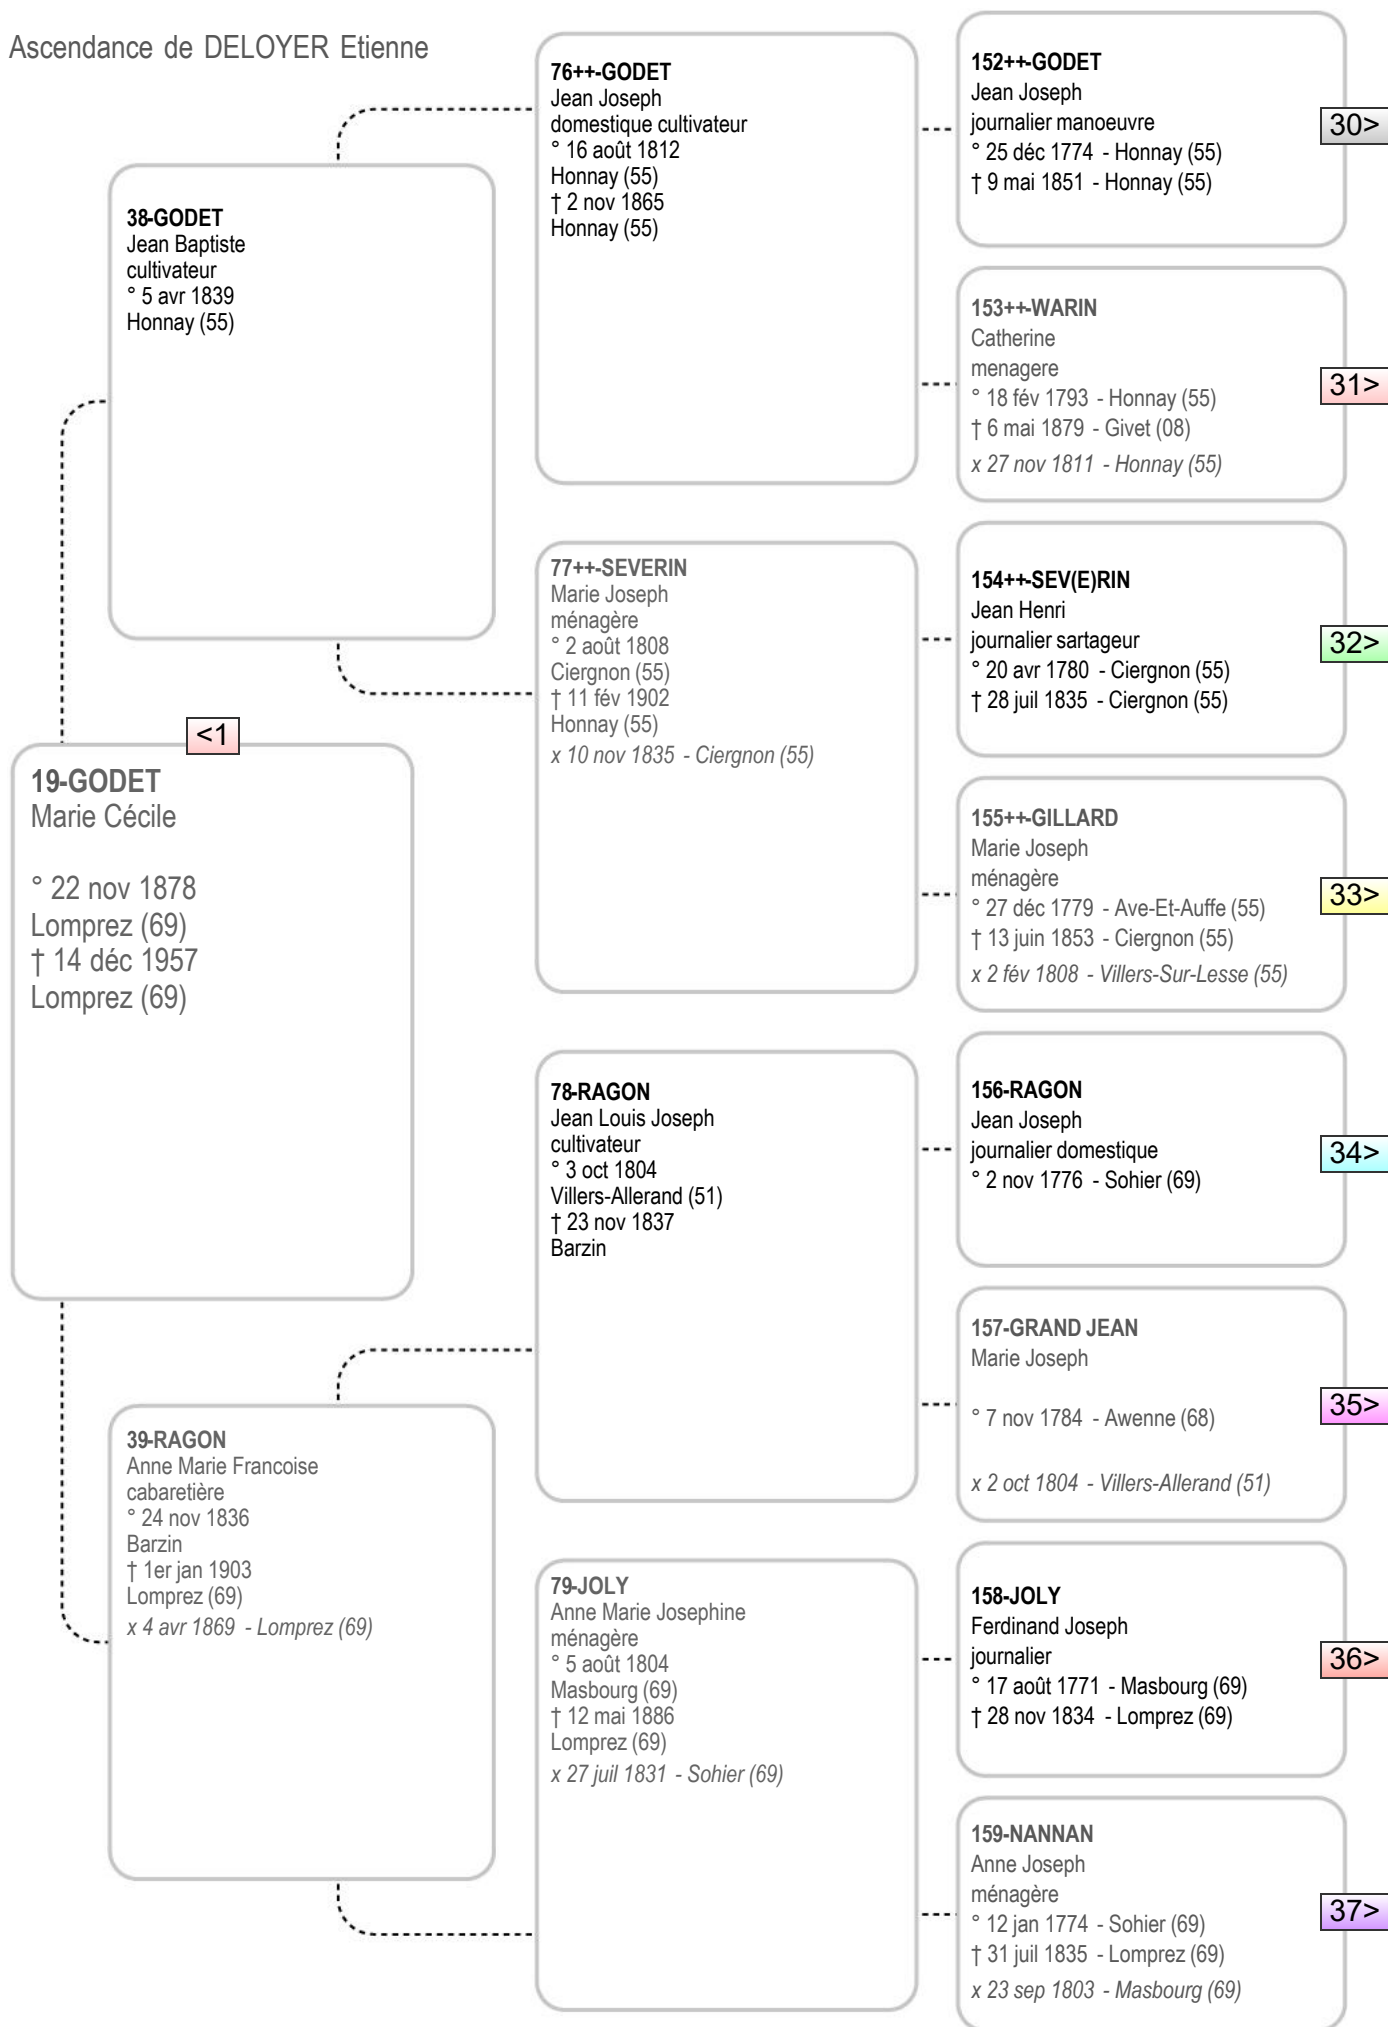 Ascendance de DELOYER Etienne
<1
19-GODET
Marie Cécile
° 22 nov 1878
Lomprez (69)
† 14 déc 1957
Lomprez (69)
38-GODET
Jean Baptiste
cultivateur
° 5 avr 1839
Honnay (55)
39-RAGON
Anne Marie Francoise
cabaretière
° 24 nov 1836
Barzin
† 1er jan 1903
Lomprez (69)
x 4 avr 1869 - Lomprez (69)
76++-GODET
Jean Joseph
domestique cultivateur
° 16 août 1812
Honnay (55)
† 2 nov 1865
Honnay (55)
77++-SEVERIN
Marie Joseph
ménagère
° 2 août 1808
Ciergnon (55)
† 11 fév 1902
Honnay (55)
x 10 nov 1835 - Ciergnon (55)
78-RAGON
Jean Louis Joseph
cultivateur
° 3 oct 1804
Villers-Allerand (51)
† 23 nov 1837
Barzin
79-JOLY
Anne Marie Josephine
ménagère
° 5 août 1804
Masbourg (69)
† 12 mai 1886
Lomprez (69)
x 27 juil 1831 - Sohier (69)
152++-GODET
Jean Joseph
journalier manoeuvre
° 25 déc 1774 - Honnay (55)
† 9 mai 1851 - Honnay (55)
30>
153++-WARIN
Catherine
menagere
° 18 fév 1793 - Honnay (55)
† 6 mai 1879 - Givet (08)
x 27 nov 1811 - Honnay (55)
31>
154++-SEV(E)RIN
Jean Henri
journalier sartageur
° 20 avr 1780 - Ciergnon (55)
† 28 juil 1835 - Ciergnon (55)
32>
155++-GILLARD
Marie Joseph
ménagère
° 27 déc 1779 - Ave-Et-Auffe (55)
† 13 juin 1853 - Ciergnon (55)
x 2 fév 1808 - Villers-Sur-Lesse (55)
33>
156-RAGON
Jean Joseph
journalier domestique
° 2 nov 1776 - Sohier (69)
34>
157-GRAND JEAN
Marie Joseph
° 7 nov 1784 - Awenne (68)
x 2 oct 1804 - Villers-Allerand (51)
35>
158-JOLY
Ferdinand Joseph
journalier
° 17 août 1771 - Masbourg (69)
† 28 nov 1834 - Lomprez (69)
36>
159-NANNAN
Anne Joseph
ménagère
° 12 jan 1774 - Sohier (69)
† 31 juil 1835 - Lomprez (69)
x 23 sep 1803 - Masbourg (69)
37>